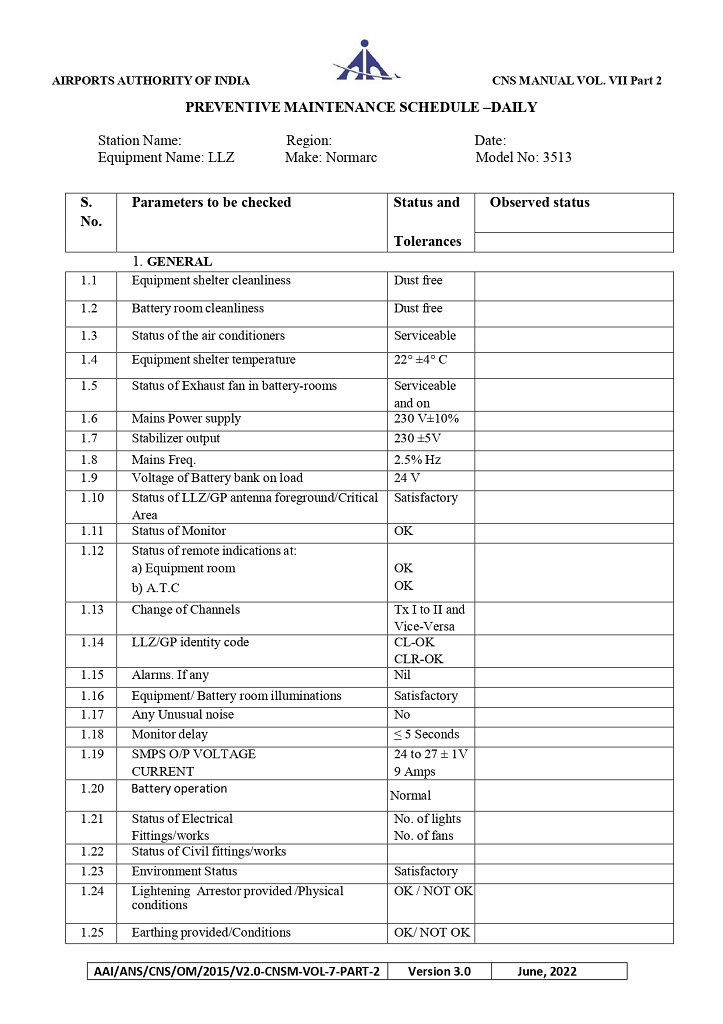 AIRPORTS AUTHORITY OF INDIA CNS MANUAL VOL. VII Part 2
PREVENTIVE MAINTENANCE SCHEDULE –DAILY
Station Name: Region: Date:
Equipment Name: LLZ Make: Normarc Model No: 3513
S. Parameters to be checked Status and Observed status
No.
Tolerances
1. GENERAL
1.1 Equipment shelter cleanliness Dust free
1.2 Battery room cleanliness Dust free
1.3 Status of the air conditioners Serviceable
1.4 Equipment shelter temperature 22° ±4° C
1.5 Status of Exhaust fan in battery-rooms Serviceable
and on
1.6 Mains Power supply 230 V±10%
1.7 Stabilizer output 230 ±5V
1.8 Mains Freq. 2.5% Hz
1.9 Voltage of Battery bank on load 24 V
1.10 Status of LLZ/GP antenna foreground/Critical Satisfactory
Area
1.11 Status of Monitor OK
1.12 Status of remote indications at:
a) Equipment room OK
b) A.T.C OK
1.13 Change of Channels Tx I to II and
Vice-Versa
1.14 LLZ/GP identity code CL-OK
CLR-OK
1.15 Alarms. If any Nil
1.16 Equipment/ Battery room illuminations Satisfactory
1.17 Any Unusual noise No
1.18 Monitor delay ≤ 5 Seconds
1.19 SMPS O/P VOLTAGE 24 to 27 ± 1V
CURRENT 9 Amps
1.20 Battery operation Normal
1.21 Status of Electrical No. of lights
Fittings/works No. of fans
1.22 Status of Civil fittings/works
1.23 Environment Status Satisfactory
1.24 Lightening Arrestor provided /Physical OK / NOT OK
conditions
1.25 Earthing provided/Conditions OK/ NOT OK
AAI/ANS/CNS/OM/2015/V2.0-CNSM-VOL-7-PART-2 Version 3.0 June, 2022